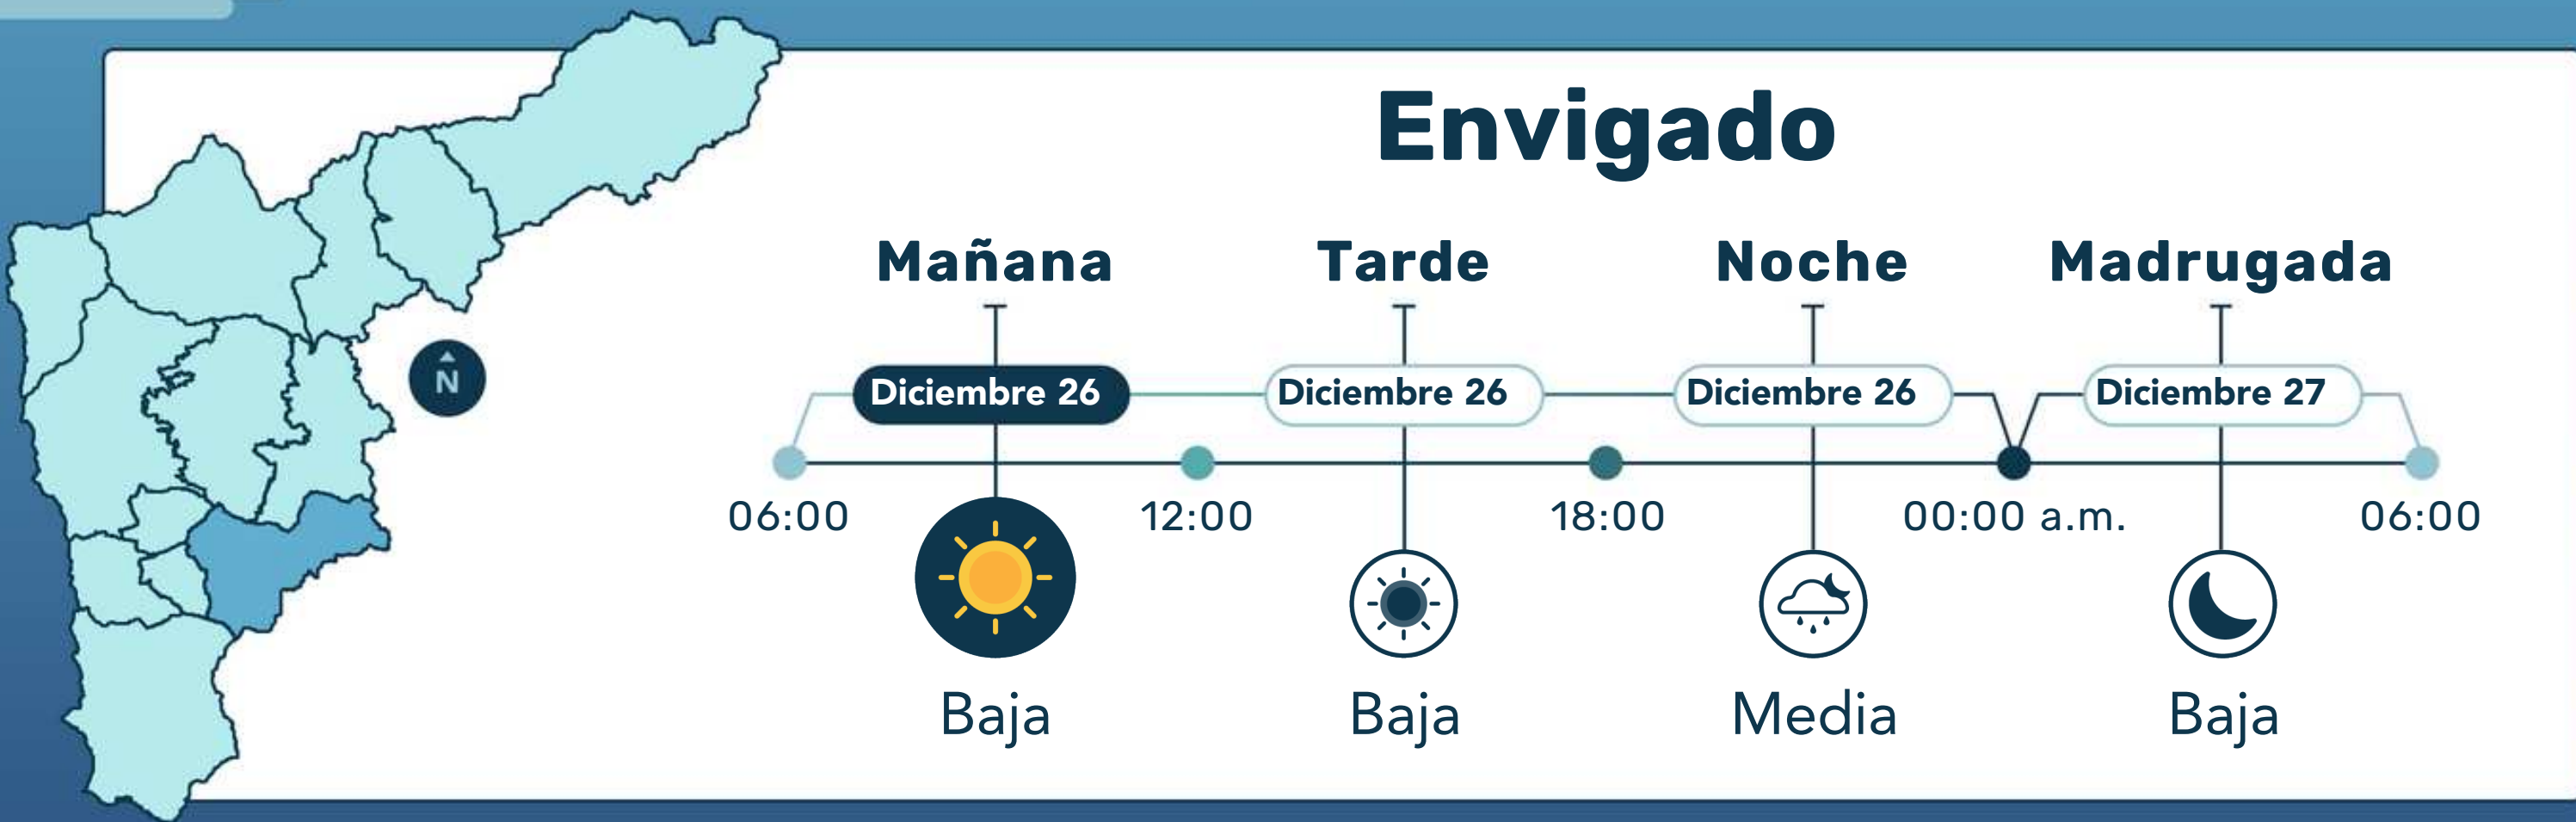 Envigado
Mañana Tarde Noche Madrugada
Diciembre 26 Diciembre 26 Diciembre 26 Diciembre 27
N
06:00 12:00 18:00 00:00 a.m. 06:00
Baja Baja Media Baja